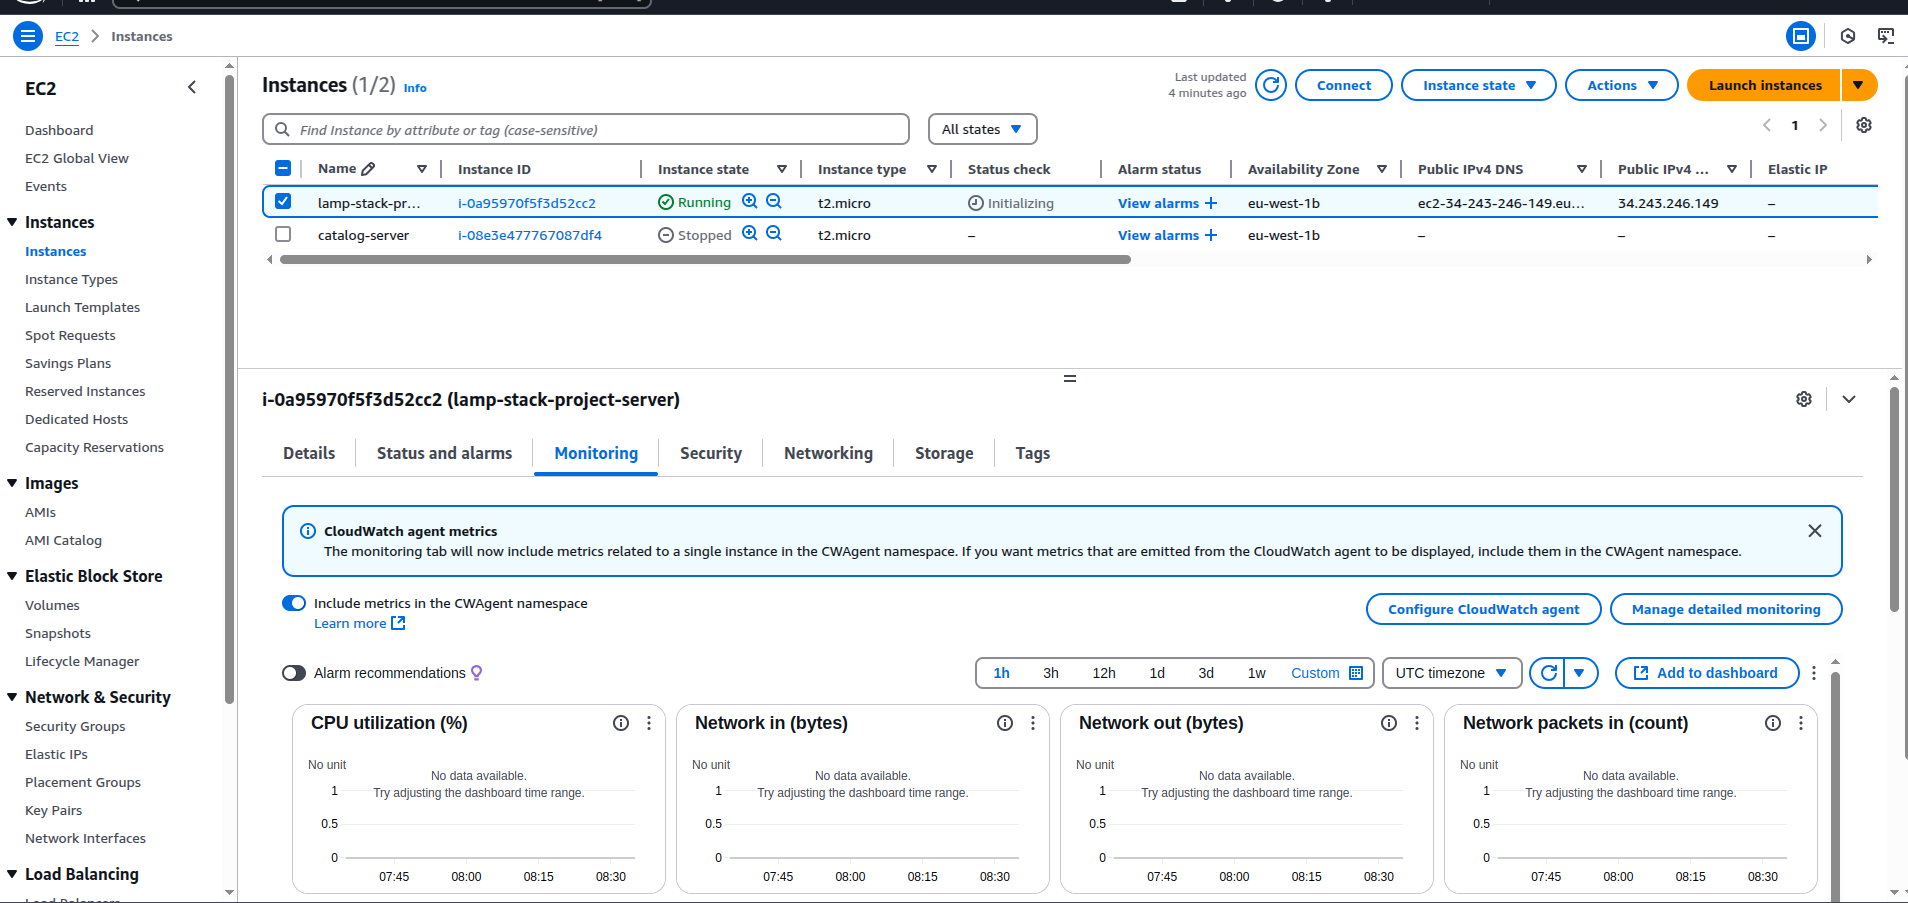 EC2
Instances
EC2
Dashboard
EC2 Global View
Events
Instances
Instances
Instance Types
Launch Templates
Spot Requests
Savings Plans
Reserved Instances
Dedicated Hosts
Capacity Reservations
Images
AMIs
AMI Catalog
Elastic Block Store
Volumes
Snapshots
Lifecycle Manager
Network & Security
Security Groups
Elastic IPs
Placement Groups
Key Pairs
Network Interfaces
Load Balancing
Instances (1/2) Info
Last updated
4 minutes ago
Connect
Instance state
Actions
Launch instances
Find Instance by attribute or tag (case-sensitive)
All states
1
Name Instance ID Instance state Instance type Status check Alarm status Availability Zone Public IPv4 DNS Public IPv4 ... Elastic IP
lamp-stack-pr... i-0a95970f5f3d52cc2 Running t2.micro Initializing View alarms + eu-west-1b ec2-34-243-246-149.eu... 34.243.246.149 –
catalog-server i-08e3e477767087df4 Stopped t2.micro – View alarms + eu-west-1b – – –
i-0a95970f5f3d52cc2 (lamp-stack-project-server)
Details Status and alarms Monitoring Security Networking Storage Tags
CloudWatch agent metrics
The monitoring tab will now include metrics related to a single instance in the CWAgent namespace. If you want metrics that are emitted from the CloudWatch agent to be displayed, include them in the CWAgent namespace.
Include metrics in the CWAgent namespace
Learn more
Configure CloudWatch agent
Manage detailed monitoring
Alarm recommendations
1h 3h 12h 1d 3d 1w Custom
UTC timezone
Add to dashboard
CPU utilization (%)
No unit
No data available.
Try adjusting the dashboard time range.
1
0.5
0
07:45 08:00 08:15 08:30
Network in (bytes)
No unit
No data available.
Try adjusting the dashboard time range.
1
0.5
0
07:45 08:00 08:15 08:30
Network out (bytes)
No unit
No data available.
Try adjusting the dashboard time range.
1
0.5
0
07:45 08:00 08:15 08:30
Network packets in (count)
No unit
No data available.
Try adjusting the dashboard time range.
1
0.5
0
07:45 08:00 08:15 08:30